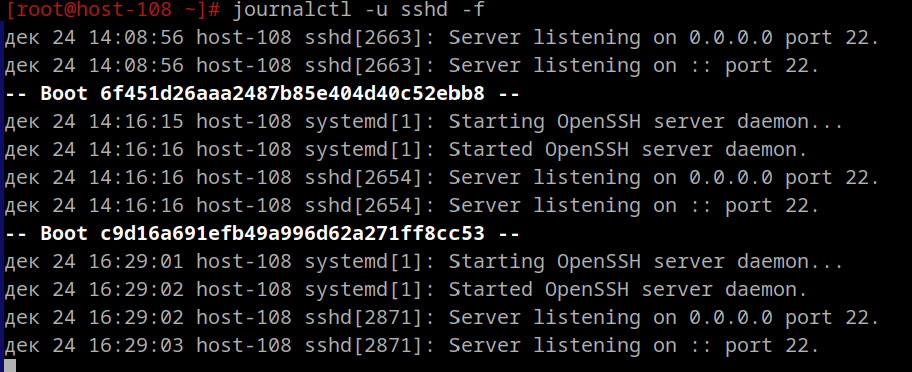 [root@host-108 ~]# journalctl -u sshd -f
дек 24 14:08:56 host-108 sshd[2663]: Server listening on 0.0.0.0 port 22.
дек 24 14:08:56 host-108 sshd[2663]: Server listening on :: port 22.
-- Boot 6f451d26aaa2487b85e404d40c52ebb8 --
дек 24 14:16:15 host-108 systemd[1]: Starting OpenSSH server daemon...
дек 24 14:16:16 host-108 systemd[1]: Started OpenSSH server daemon.
дек 24 14:16:16 host-108 sshd[2654]: Server listening on 0.0.0.0 port 22.
дек 24 14:16:16 host-108 sshd[2654]: Server listening on :: port 22.
-- Boot c9d16a691efb49a996d62a271ff8cc53 --
дек 24 16:29:01 host-108 systemd[1]: Starting OpenSSH server daemon...
дек 24 16:29:02 host-108 systemd[1]: Started OpenSSH server daemon.
дек 24 16:29:02 host-108 sshd[2871]: Server listening on 0.0.0.0 port 22.
дек 24 16:29:03 host-108 sshd[2871]: Server listening on :: port 22.